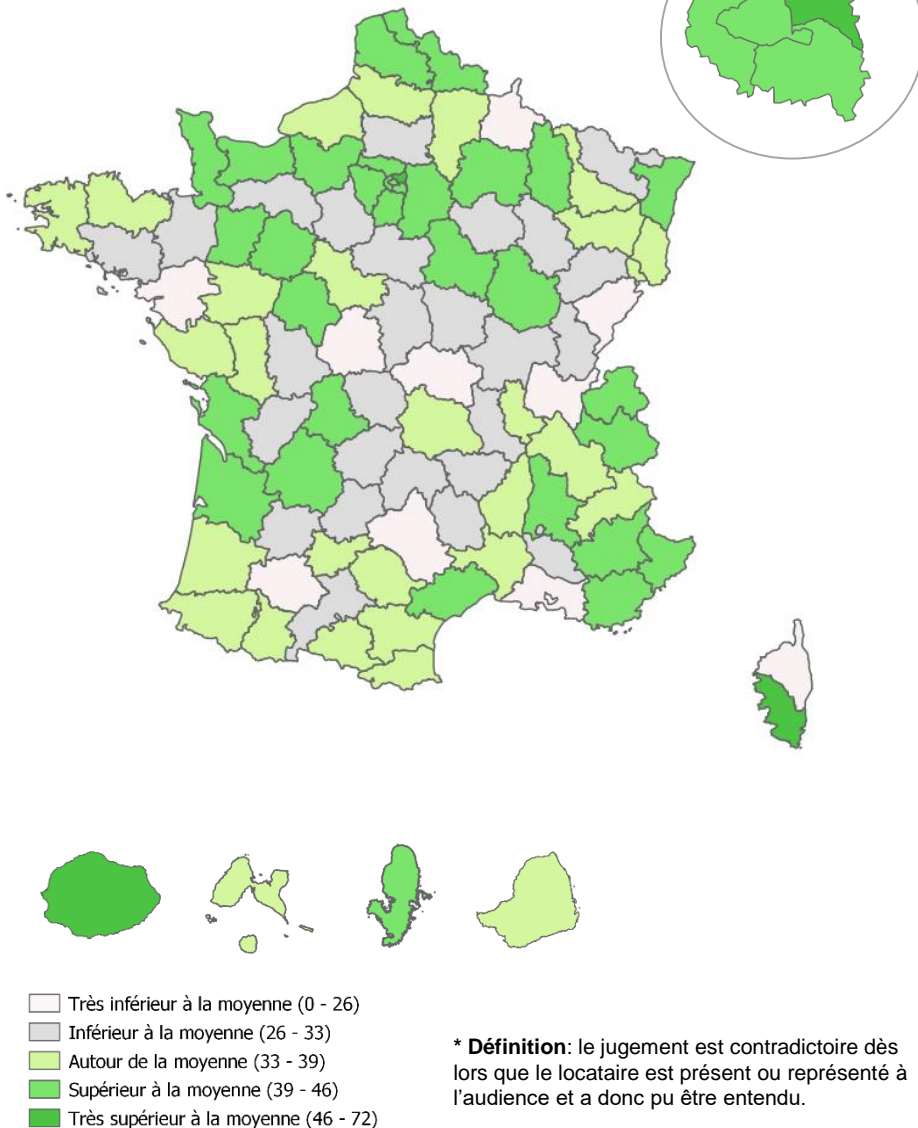 Très inférieur à la moyenne (0 - 26)
Inférieur à la moyenne (26 - 33)
Autour de la moyenne (33 - 39)
Supérieur à la moyenne (39 - 46)
Très supérieur à la moyenne (46 - 72)
* Définition: le jugement est contradictoire dès
lors que le locataire est présent ou représenté à
l’audience et a donc pu être entendu.